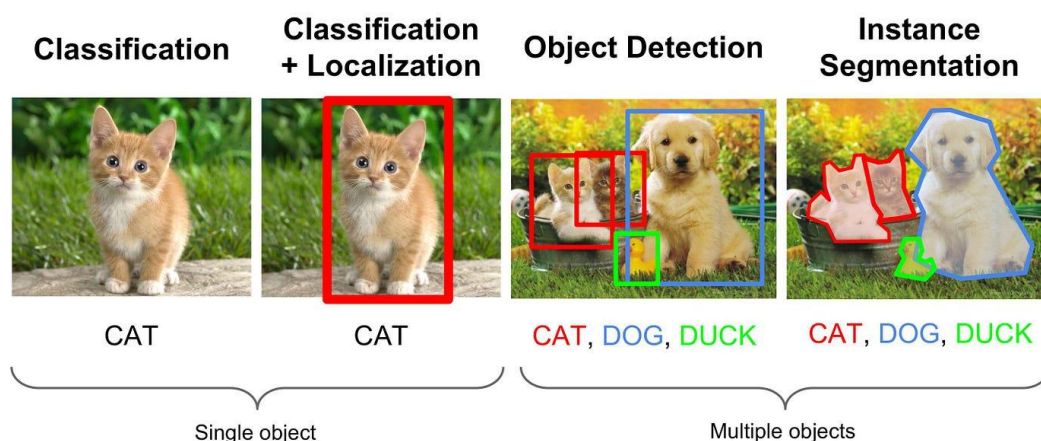 Classification
Classification
+ Localization
Object Detection
Instance
Segmentation
CAT
CAT
CAT, DOG, DUCK
CAT, DOG, DUCK
Single object
Multiple objects